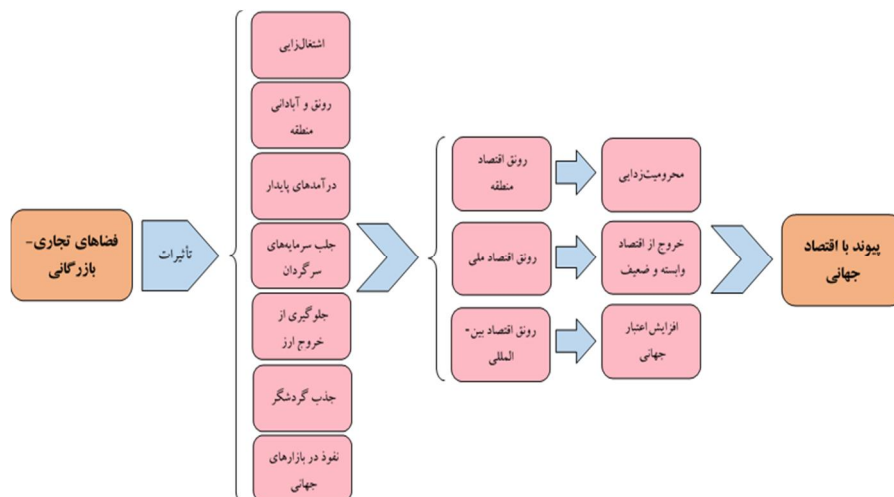 فضاهای تجاری-
بازرگانی
تأثیرات
اشتغال‌زایی
رونق و آبادانی
منطقه
درآمدهای پایدار
جلب سرمایه‌های
سرگردان
جلوگیری از
خروج ارز
جذب گردشگر
نفوذ در بازارهای
جهانی
رونق اقتصاد
منطقه
رونق اقتصاد ملی
رونق اقتصاد بین-
المللی
محرومیت‌زدایی
خروج از اقتصاد
وابسته و ضعیف
افزایش اعتبار
جهانی
پیوند با اقتصاد
جهانی